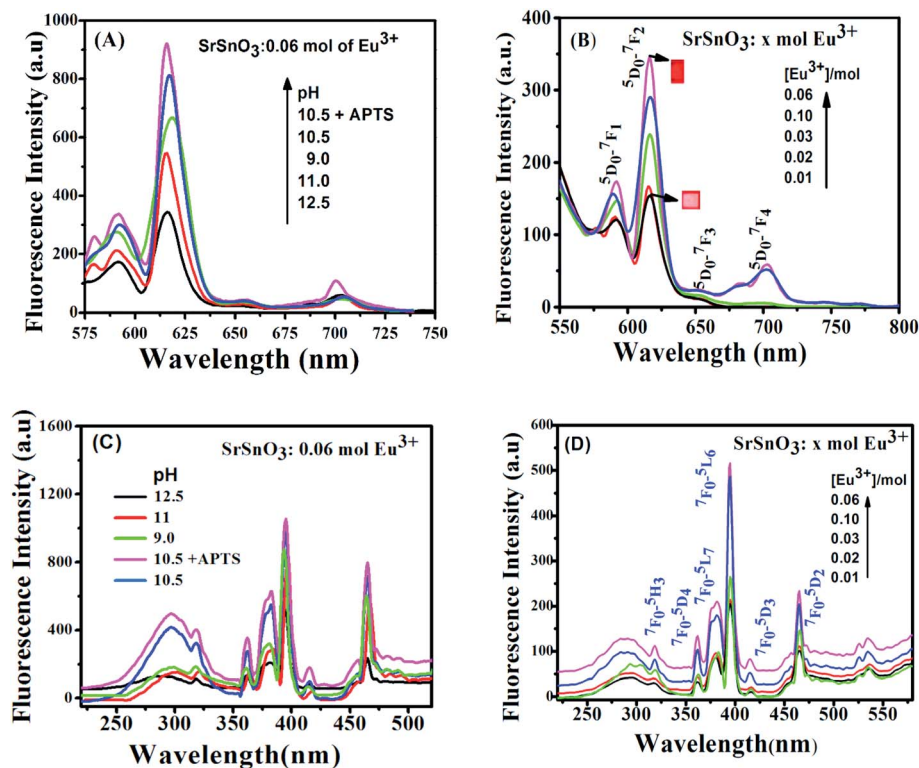 (A)
SrSnO3:0.06 mol of Eu3+
pH
10.5 + APTS
10.5
9.0
11.0
12.5
Fluorescence Intensity (a.u)
1000
800
600
400
200
0
575 600 625 650 675 700 725 750
Wavelength (nm)
(B)
SrSnO3: x mol Eu3+
[Eu3+]/mol
0.06
0.10
0.03
0.02
0.01
5D0-7F1
5D0-7F2
5D0-7F3
5D0-7F4
Fluorescence Intensity (a.u.)
400
350
300
250
200
150
100
50
0
550 600 650 700 750 800
Wavelength (nm)
(C)
SrSnO3: 0.06 mol Eu3+
pH
12.5
11
9.0
10.5 +APTS
10.5
Fluorescence Intensity (a.u)
1600
1200
800
400
0
250 300 350 400 450 500
Wavelength(nm)
(D)
SrSnO3: x mol Eu3+
[Eu3+]/mol
0.06
0.10
0.03
0.02
0.01
7F0-5H3
7F0-5D4
7F0-5L7
7F0-5L6
7F0-5D3
7F0-5D2
Fluorescence Intensity (a.u)
600
500
400
300
200
100
0
250 300 350 400 450 500 550
Wavelength(nm)